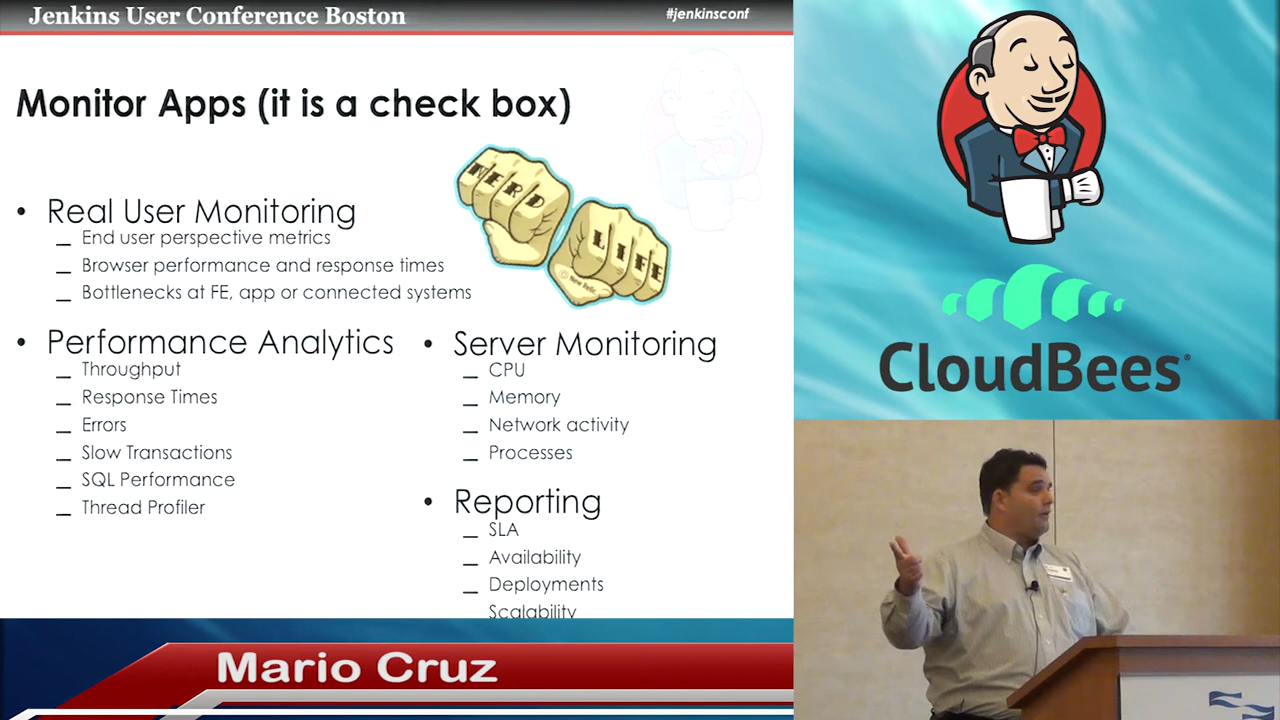 Jenkins User Conference Boston
#jenkinsconf
Monitor Apps (it is a check box)
NERD
LIFE
New Relic
• Real User Monitoring
_ End user perspective metrics
_ Browser performance and response times
_ Bottlenecks at FE, app or connected systems
• Performance Analytics
_ Throughput
_ Response Times
_ Errors
_ Slow Transactions
_ SQL Performance
_ Thread Profiler
• Server Monitoring
_ CPU
_ Memory
_ Network activity
_ Processes
• Reporting
_ SLA
_ Availability
_ Deployments
Scalability
CloudBees
Mario Cruz